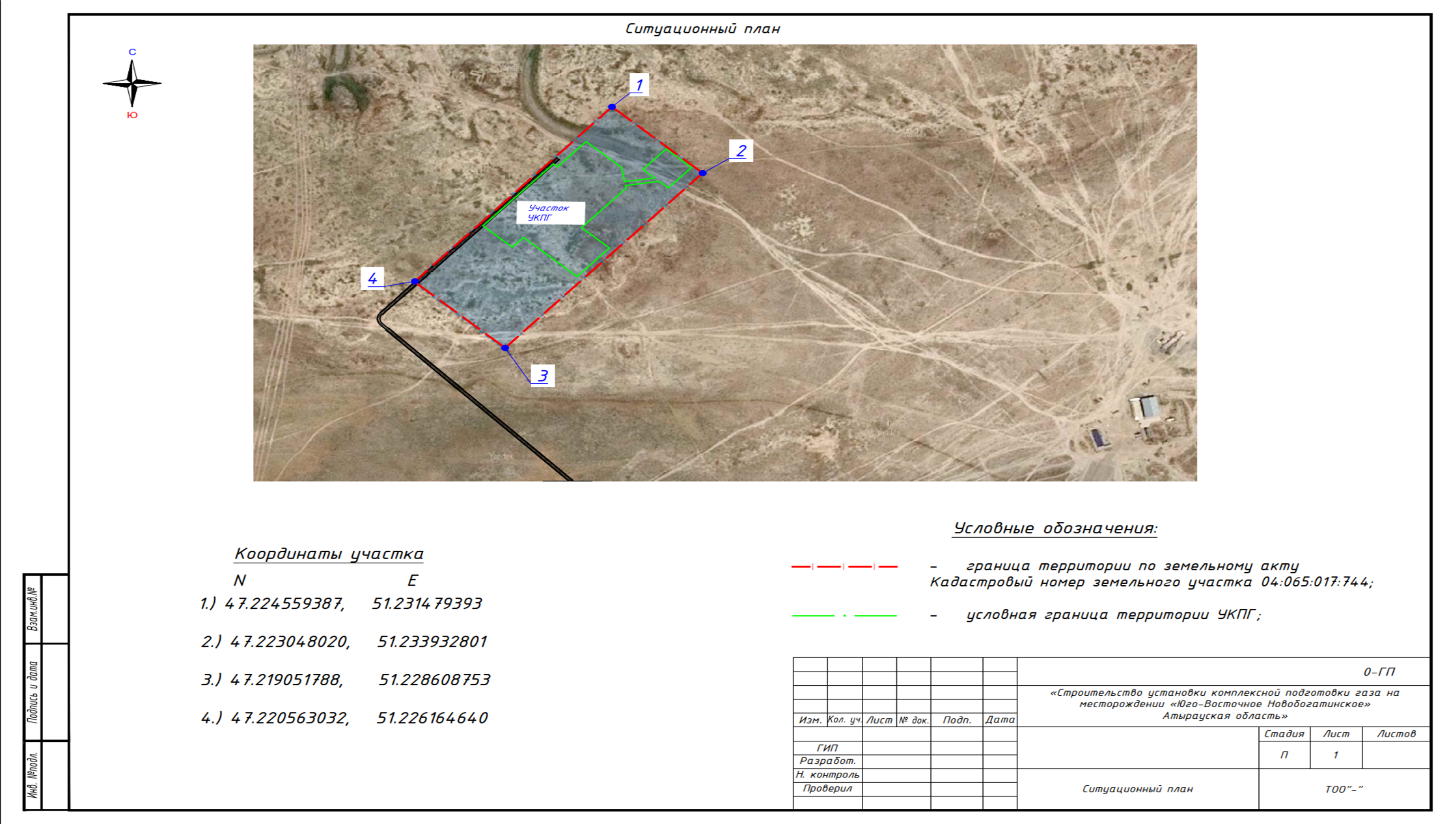 Ситуационный план
С
Ю
1
2
Участок
УКПГ
4
3
Yandex
Координаты участка
N E
1.) 47.224559387, 51.231479393
2.) 47.223048020, 51.233932801
3.) 47.219051788, 51.228608753
4.) 47.220563032, 51.226164640
Условные обозначения:
- граница территории по земельному акту
Кадастровый номер земельного участка 04:065:017:744;
- условная граница территории УКПГ;
Взам.инв.№
Подпись и дата
Инв. №подл.
0-ГП
«Строительство установки комплексной подготовки газа на
месторождении «Юго-Восточное Новобогатинское»
Атырауская область»
Изм. Кол. уч. Лист № док. Подп. Дата
Стадия Лист Листов
ГИП
П 1
Разработ.
Н. контроль
Проверил
Ситуационный план
ТОО"-"